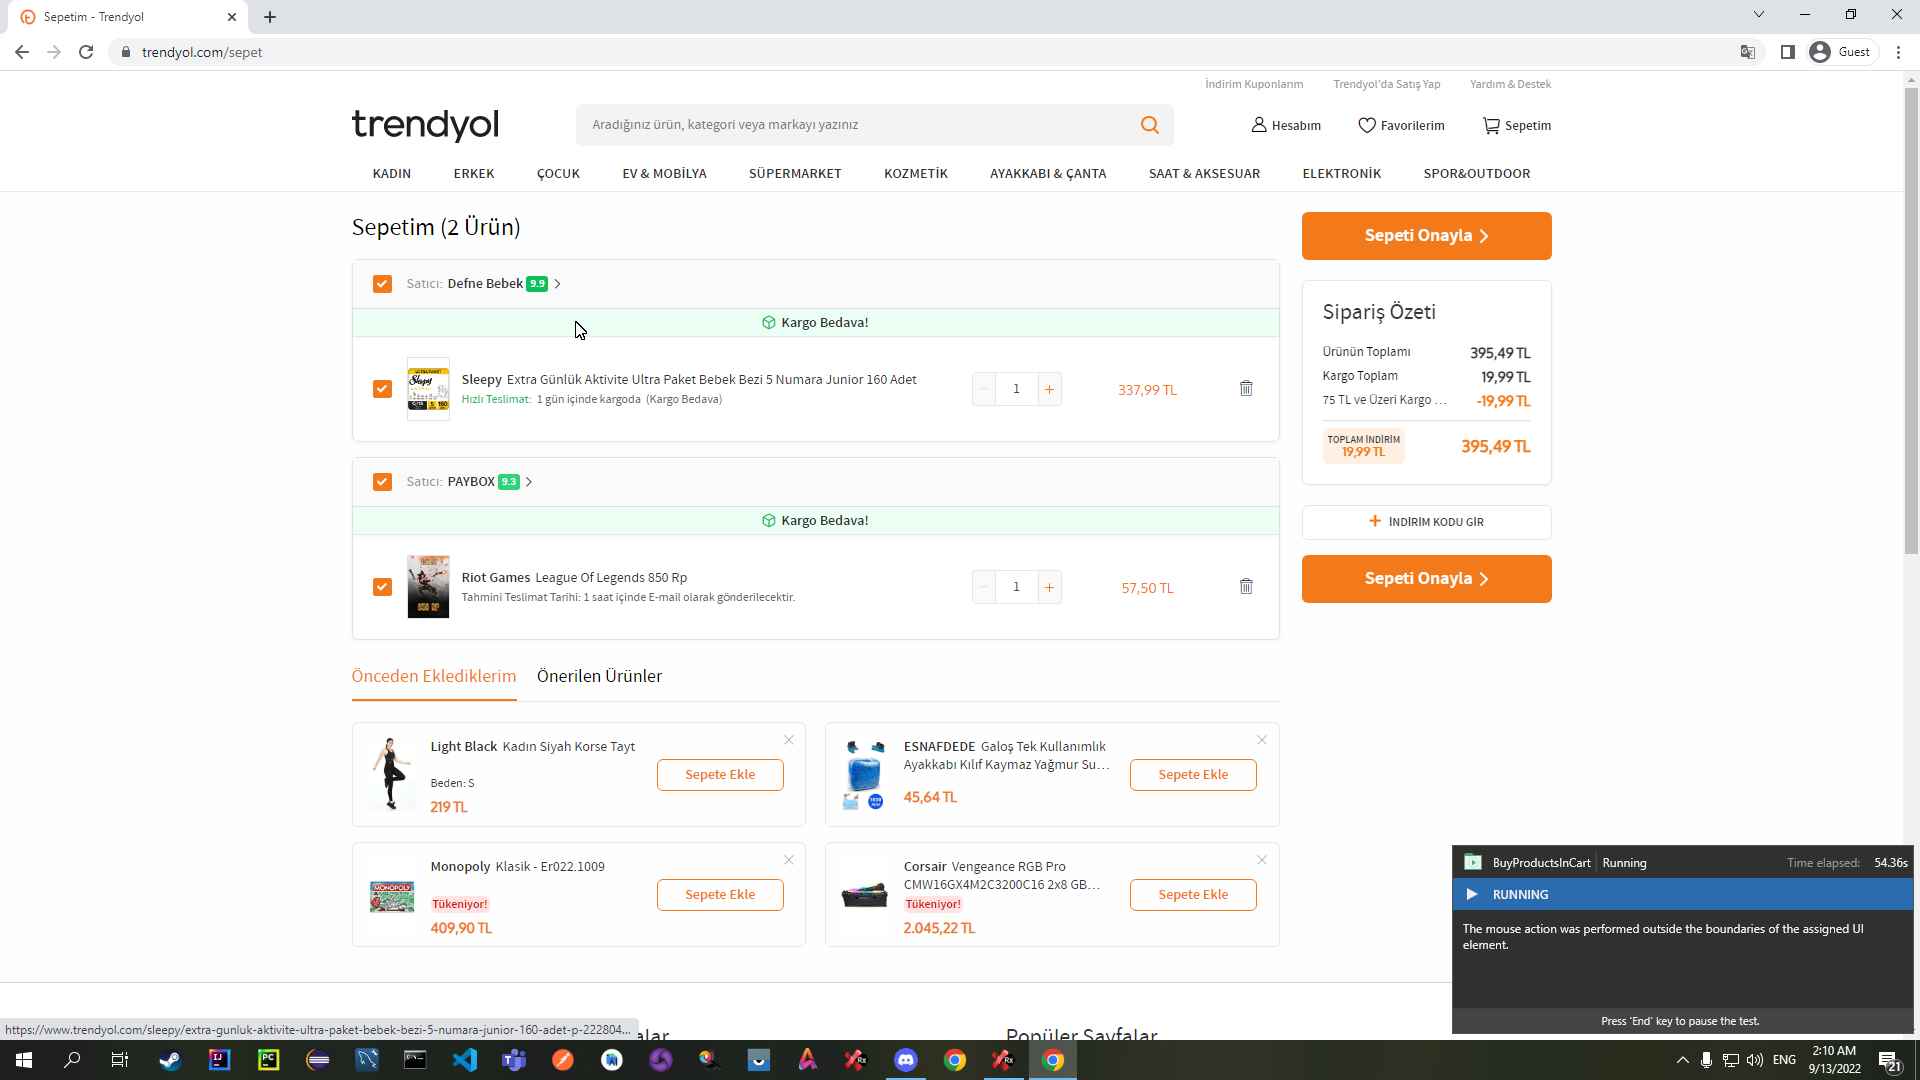 Sepetim - Trendyol
trendyol.com/sepet
Guest
İndirim Kuponlarım
Trendyol'da Satış Yap
Yardım & Destek
trendyol
Aradığınız ürün, kategori veya markayı yazınız
Hesabım
Favorilerim
Sepetim
KADIN
ERKEK
ÇOCUK
EV & MOBİLYA
SÜPERMARKET
KOZMETİK
AYAKKABI & ÇANTA
SAAT & AKSESUAR
ELEKTRONİK
SPOR&OUTDOOR
Sepetim (2 Ürün)
Satıcı: Defne Bebek 9.9
Kargo Bedava!
Sleepy Extra Günlük Aktivite Ultra Paket Bebek Bezi 5 Numara Junior 160 Adet
Hızlı Teslimat: 1 gün içinde kargoda (Kargo Bedava)
1
337,99 TL
Satıcı: PAYBOX 9.3
Kargo Bedava!
Riot Games League Of Legends 850 Rp
Tahmini Teslimat Tarihi: 1 saat içinde E-mail olarak gönderilecektir.
1
57,50 TL
Sepeti Onayla
Sipariş Özeti
Ürünün Toplamı 395,49 TL
Kargo Toplam 19,99 TL
75 TL ve Üzeri Kargo ... -19,99 TL
TOPLAM İNDİRİM
19,99 TL
395,49 TL
İNDİRİM KODU GİR
Sepeti Onayla
Önceden Eklediklerim
Önerilen Ürünler
Light Black Kadın Siyah Korse Tayt
Beden: S
219 TL
Sepete Ekle
ESNAFDEDE Galoş Tek Kullanımlık
Ayakkabı Kılıf Kaymaz Yağmur Su...
45,64 TL
Sepete Ekle
Monopoly Klasik - Er022.1009
Tükeniyor!
409,90 TL
Sepete Ekle
Corsair Vengeance RGB Pro
CMW16GX4M2C3200C16 2x8 GB...
Tükeniyor!
2.045,22 TL
Sepete Ekle
Popüler Sayfalar
BuyProductsInCart Running
Time elapsed: 54.36s
RUNNING
The mouse action was performed outside the boundaries of the assigned UI
element.
Press 'End' key to pause the test.
https://www.trendyol.com/sleepy/extra-gunluk-aktivite-ultra-paket-bebek-bezi-5-numara-junior-160-adet-p-222804...
ENG
2:10 AM
9/13/2022
21